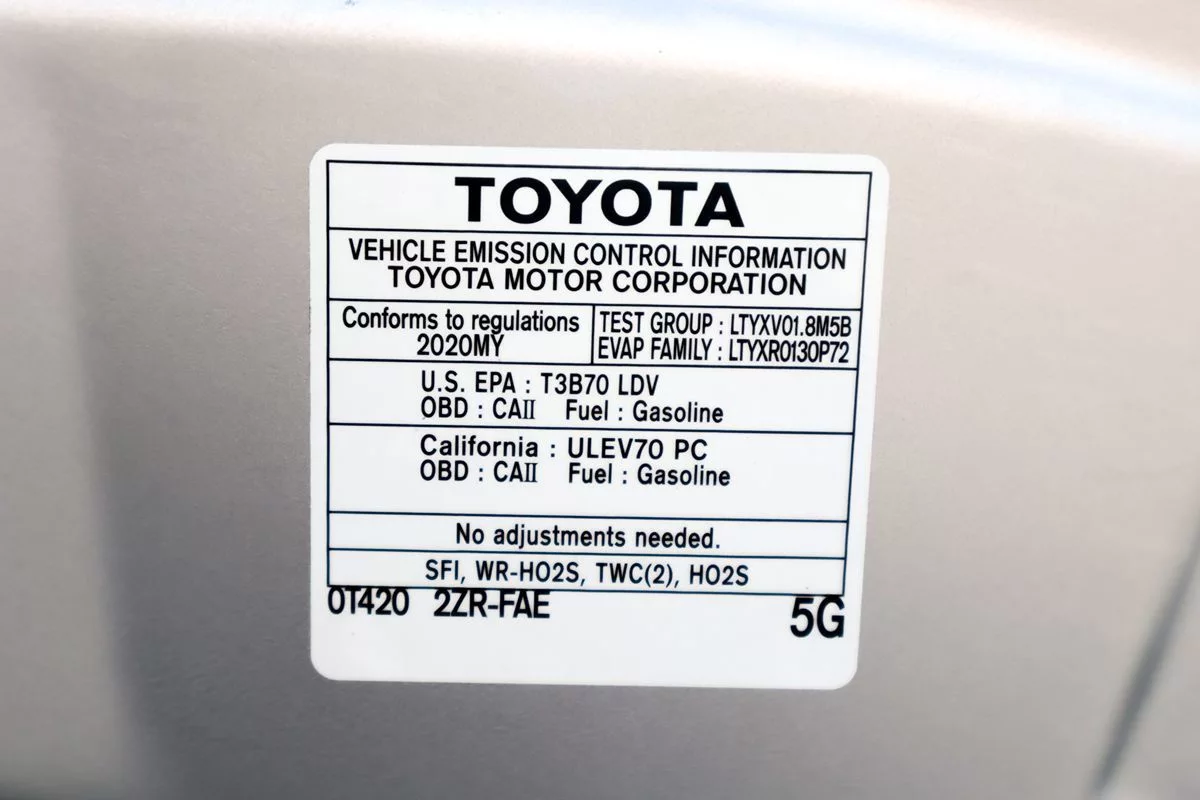 TOYOTA
VEHICLE EMISSION CONTROL INFORMATION
TOYOTA MOTOR CORPORATION
Conforms to regulations
2020MY
TEST GROUP : LTYXV01.8M5B
EVAP FAMILY : LTYXR0130P72
U.S. EPA : T3B70 LDV
OBD : CAⅡ Fuel : Gasoline
California : ULEV70 PC
OBD : CAⅡ Fuel : Gasoline
No adjustments needed.
SFI, WR-HO2S, TWC(2), HO2S
0T420 2ZR-FAE 5G